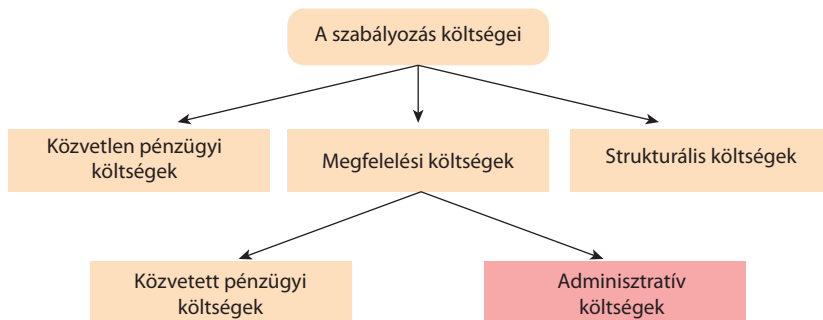 A szabályozás költségei
Közvetlen pénzügyi
költségek
Megfelelési költségek
Strukturális költségek
Közvetett pénzügyi
költségek
Adminisztratív
költségek